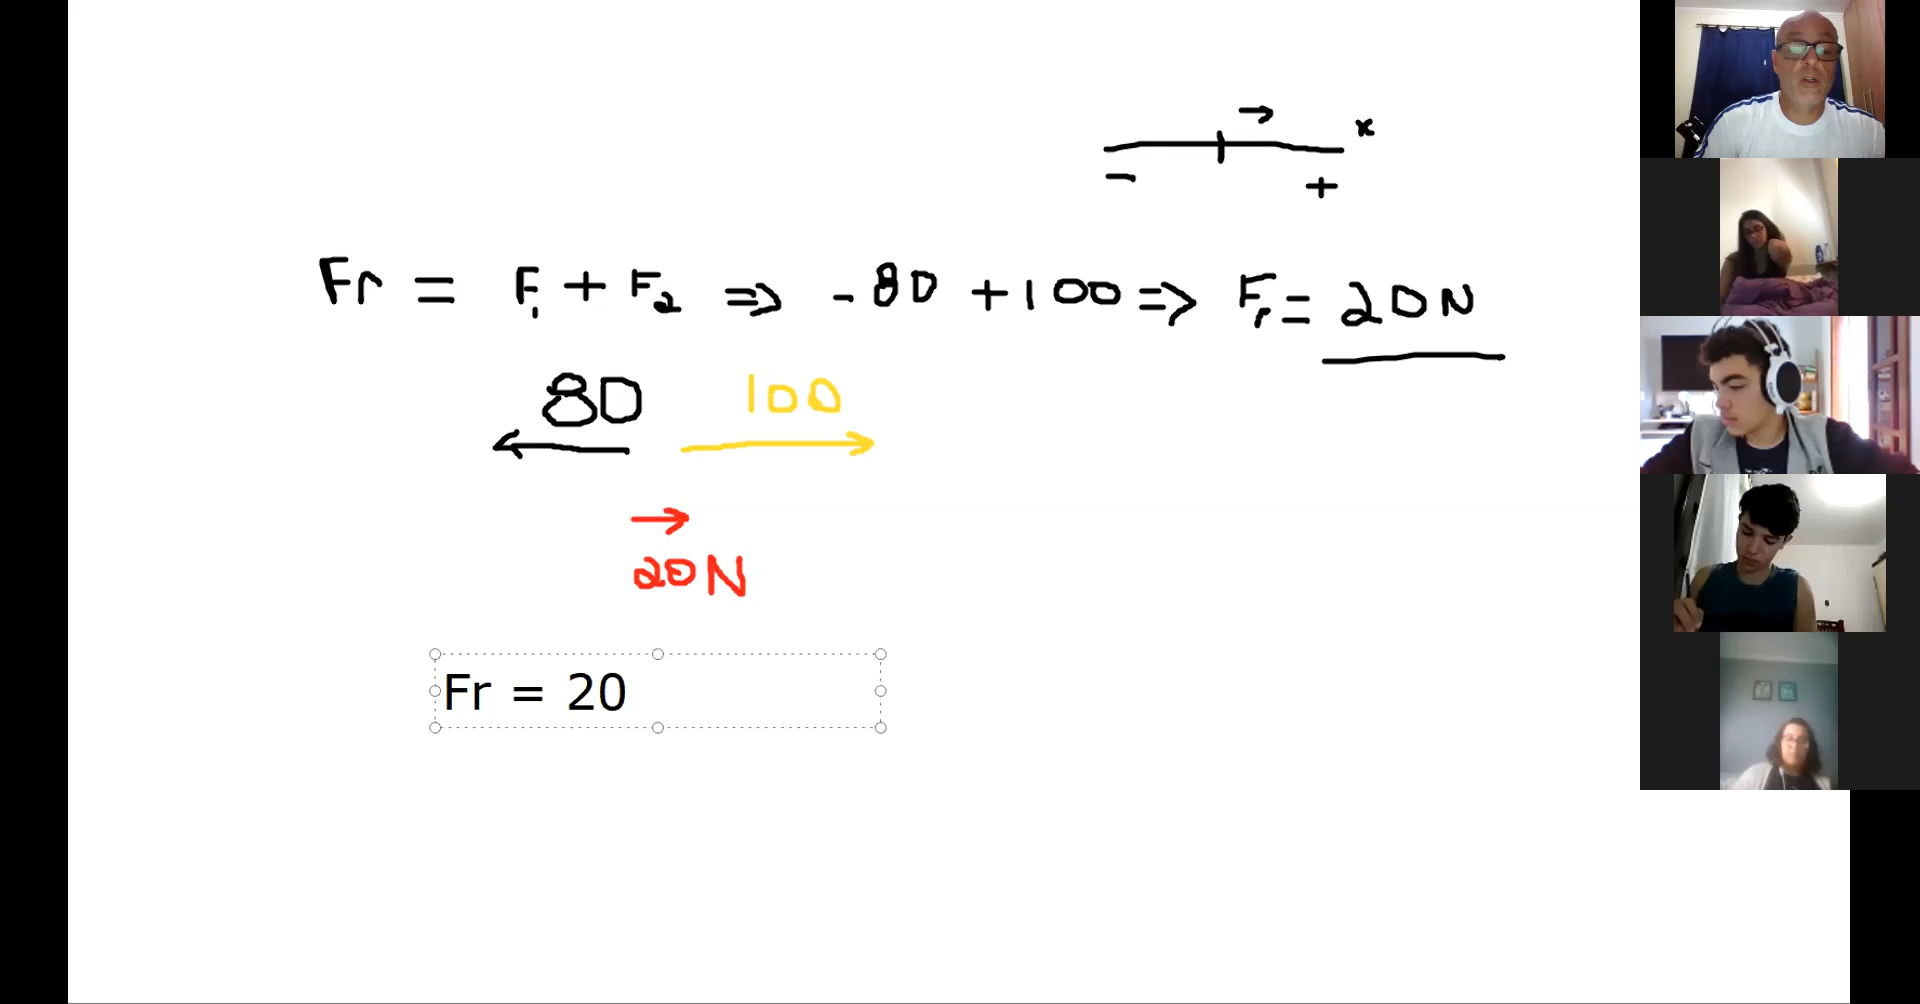 x
- +
Fr = F1 + F2 => -80 +100 => Fr = 20N
80 100
20N
Fr = 20